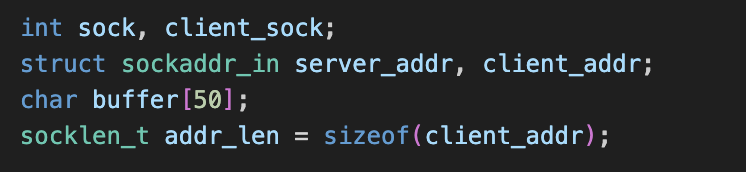 int sock, client_sock;
struct sockaddr_in server_addr, client_addr;
char buffer[50];
socklen_t addr_len = sizeof(client_addr);